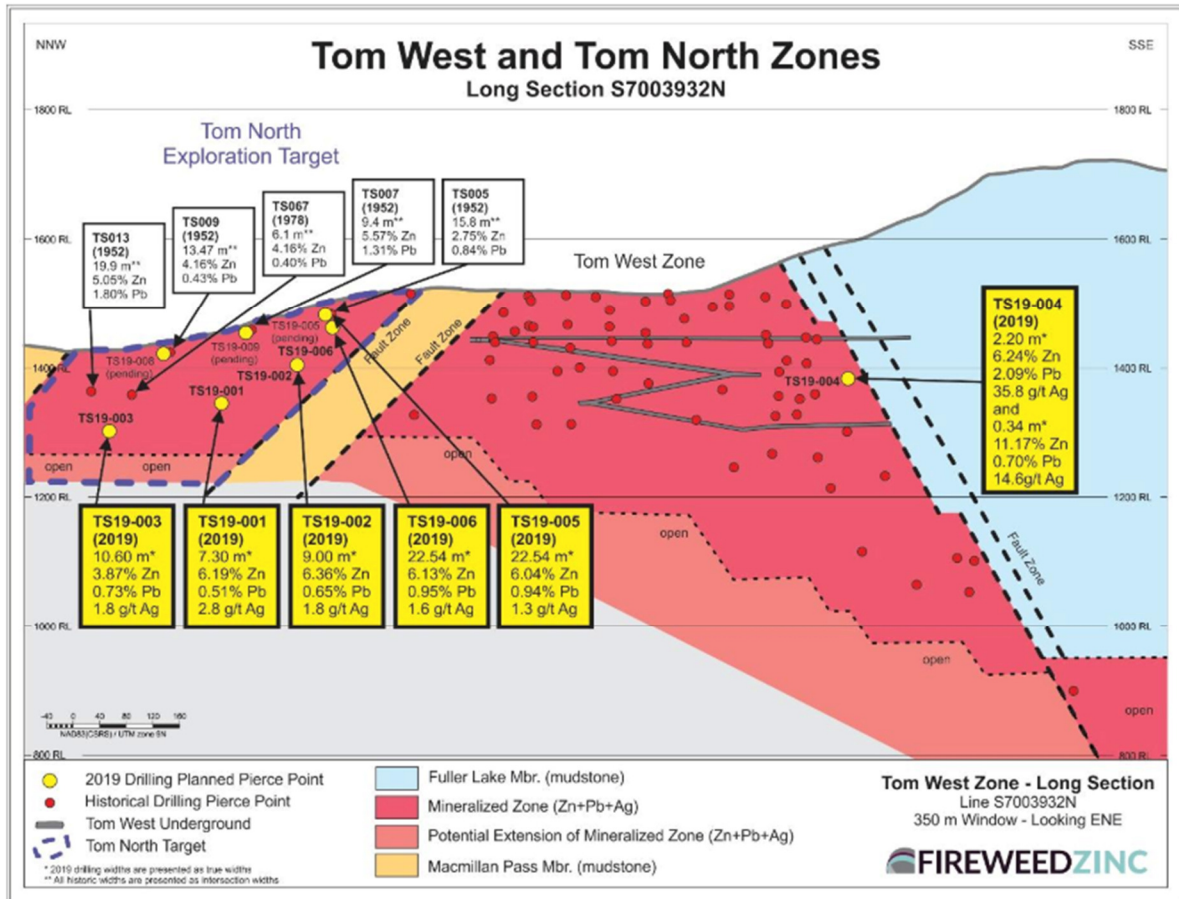 NNW
SSE
Tom West and Tom North Zones
Long Section S7003932N
1800 RL
1800 RL
Tom North
Exploration Target
1600 RL
1600 RL
TS013
(1952)
19.9 m**
5.05% Zn
1.80% Pb
TS009
(1952)
13.47 m**
4.16% Zn
0.43% Pb
TS067
(1978)
6.1 m**
4.16% Zn
0.40% Pb
TS007
(1952)
9.4 m**
5.57% Zn
1.31% Pb
TS005
(1952)
15.8 m**
2.75% Zn
0.84% Pb
Tom West Zone
TS19-004
(2019)
2.20 m*
6.24% Zn
2.09% Pb
35.8 g/t Ag
and
0.34 m*
11.17% Zn
0.70% Pb
14.6g/t Ag
TS19-008
(pending)
TS19-009
(pending)
TS19-005
(pending)
TS19-006
TS19-002
TS19-001
TS19-003
TS19-004
Fault Zone
Fault Zone
Fault Zone
1400 RL
1400 RL
open
open
open
open
open
open
open
1200 RL
1200 RL
TS19-003
(2019)
10.60 m*
3.87% Zn
0.73% Pb
1.8 g/t Ag
TS19-001
(2019)
7.30 m*
6.19% Zn
0.51% Pb
2.8 g/t Ag
TS19-002
(2019)
9.00 m*
6.36% Zn
0.65% Pb
1.8 g/t Ag
TS19-006
(2019)
22.54 m*
6.13% Zn
0.95% Pb
1.6 g/t Ag
TS19-005
(2019)
22.54 m*
6.04% Zn
0.94% Pb
1.3 g/t Ag
1000 RL
1000 RL
-40 0 40 80 120 160
NAD83(CSRS) / UTM zone 9N
800 RL
800 RL
2019 Drilling Planned Pierce Point
Historical Drilling Pierce Point
Tom West Underground
Tom North Target
* 2019 drilling widths are presented as true widths
** All historic widths are presented as intersection widths
Fuller Lake Mbr. (mudstone)
Mineralized Zone (Zn+Pb+Ag)
Potential Extension of Mineralized Zone (Zn+Pb+Ag)
Macmillan Pass Mbr. (mudstone)
Tom West Zone - Long Section
Line S7003932N
350 m Window - Looking ENE
FIREWEEDZINC